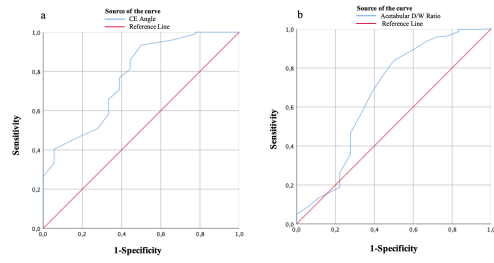 a
Source of the curve
CE Angle
Reference Line
Sensitivity
1,0
0,8
0,6
0,4
0,2
0,0
0,0 0,2 0,4 0,6 0,8 1,0
1-Specificity
b
Source of the curve
Acetabular D/W Ratio
Reference Line
Sensitivity
1,0
0,8
0,6
0,4
0,2
0,0
0,0 0,2 0,4 0,6 0,8 1,0
1-Specificity